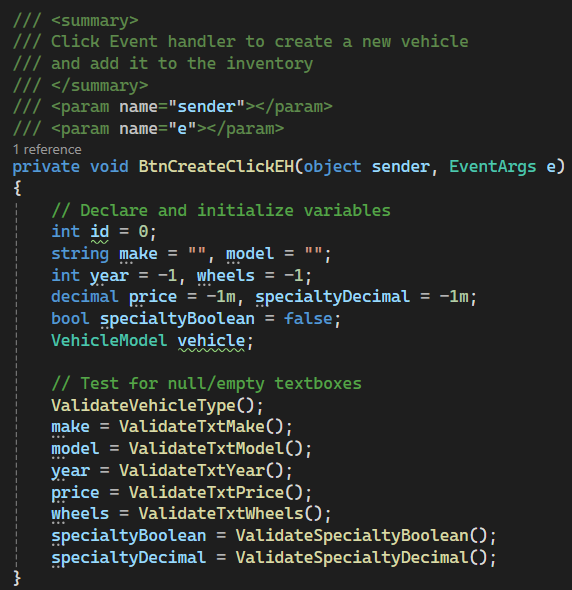 /// <summary>
/// Click Event handler to create a new vehicle
/// and add it to the inventory
/// </summary>
/// <param name="sender"></param>
/// <param name="e"></param>
1 reference
private void BtnCreateClickEH(object sender, EventArgs e)
{
// Declare and initialize variables
int id = 0;
string make = "", model = "";
int year = -1, wheels = -1;
decimal price = -1m, specialtyDecimal = -1m;
bool specialtyBoolean = false;
VehicleModel vehicle;
// Test for null/empty textboxes
ValidateVehicleType();
make = ValidateTxtMake();
model = ValidateTxtModel();
year = ValidateTxtYear();
price = ValidateTxtPrice();
wheels = ValidateTxtWheels();
specialtyBoolean = ValidateSpecialtyBoolean();
specialtyDecimal = ValidateSpecialtyDecimal();
}